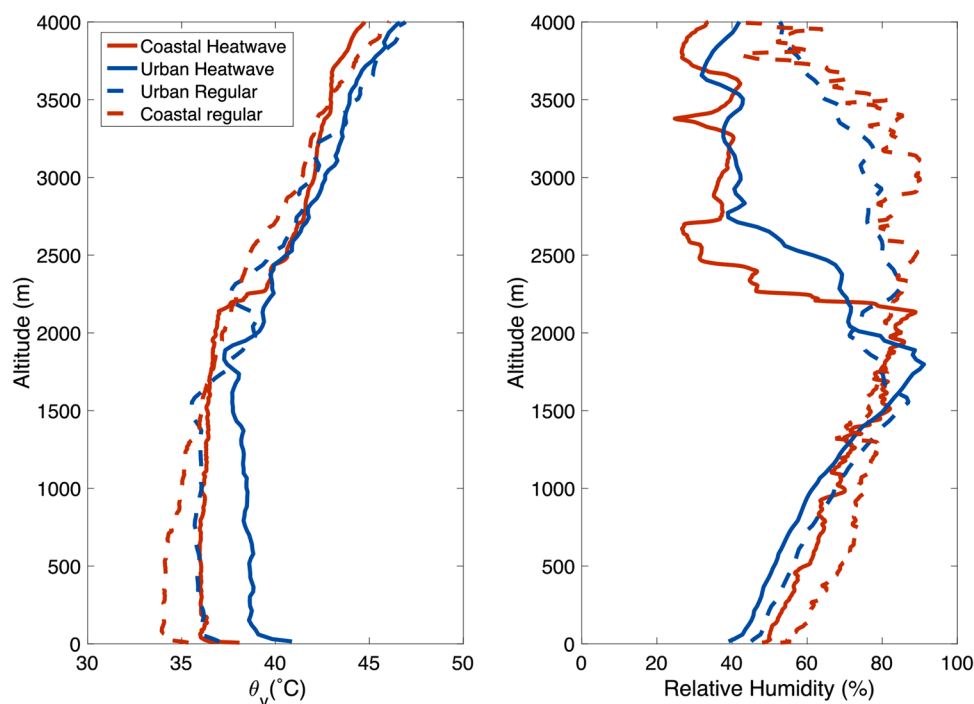 4000
3500
3000
2500
2000
1500
1000
500
0
Altitude (m)
Coastal Heatwave
Urban Heatwave
Urban Regular
Coastal regular
30 35 40 45 50
θv(˚C)
4000
3500
3000
2500
2000
1500
1000
500
0
Altitude (m)
0 20 40 60 80 100
Relative Humidity (%)